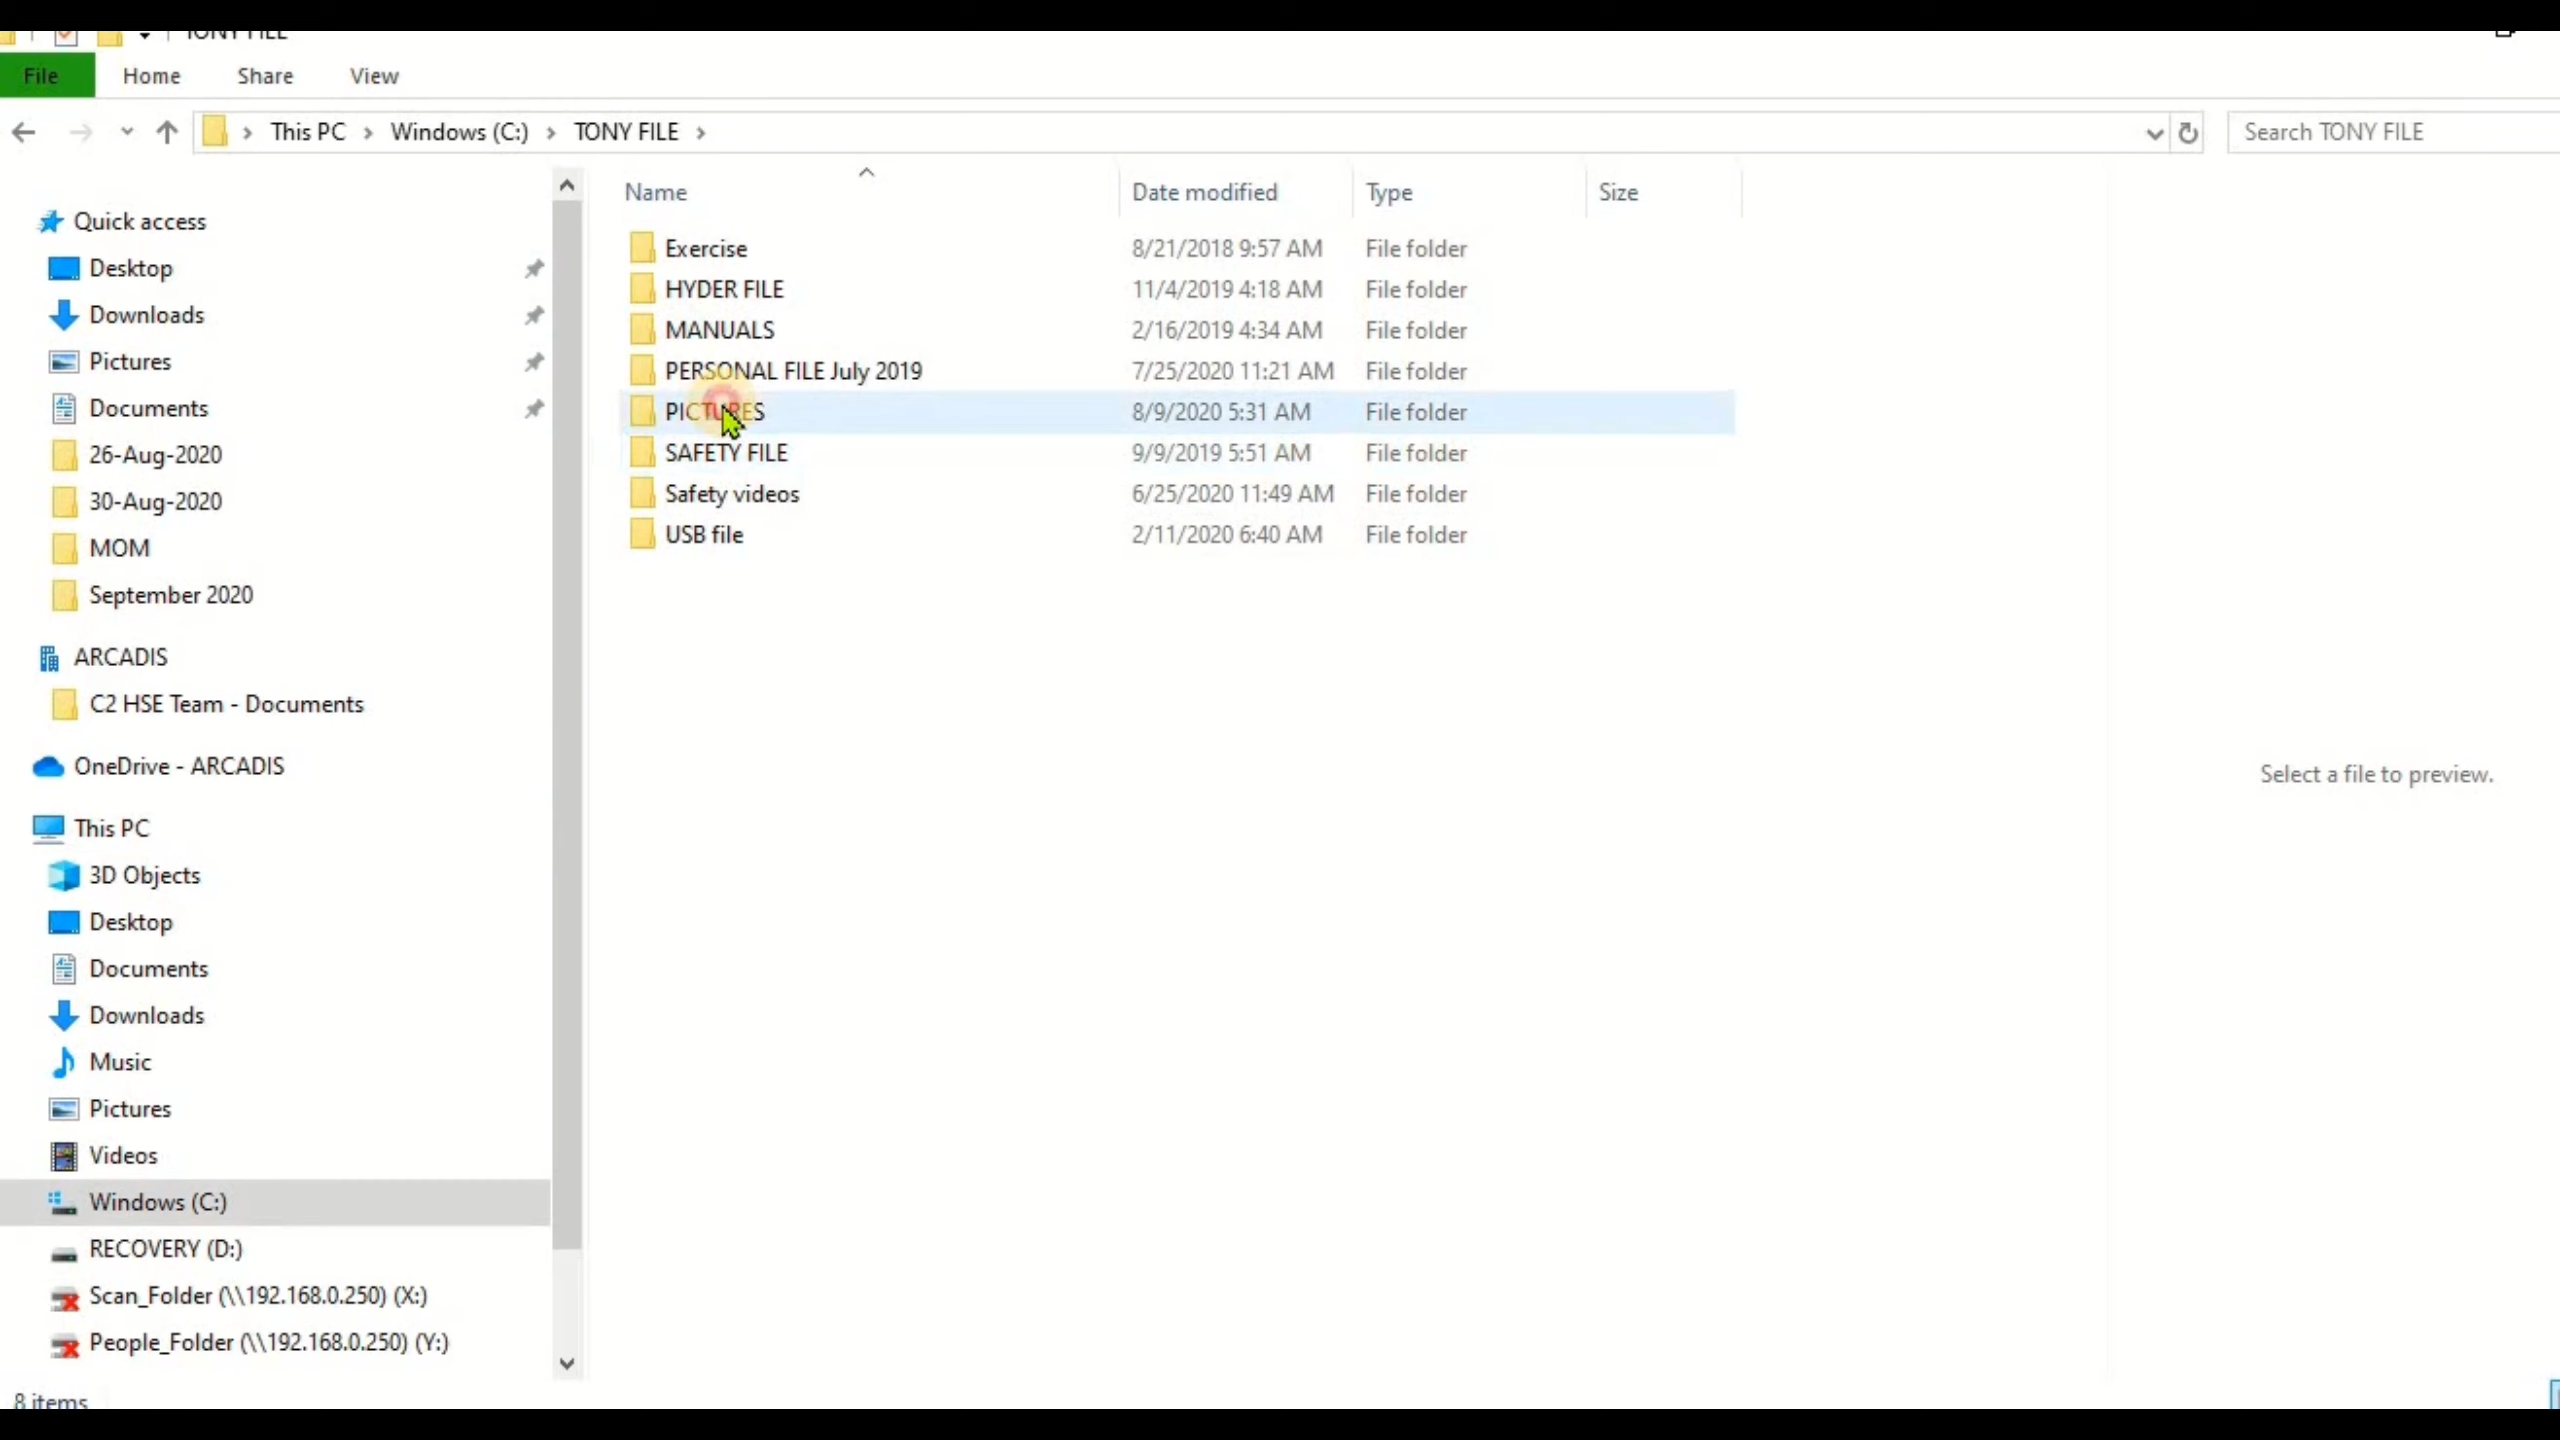 TONY FILE
File Home Share View
This PC Windows (C:) TONY FILE
Search TONY FILE
Quick access
Desktop
Downloads
Pictures
Documents
26-Aug-2020
30-Aug-2020
MOM
September 2020
ARCADIS
C2 HSE Team - Documents
OneDrive - ARCADIS
This PC
3D Objects
Desktop
Documents
Downloads
Music
Pictures
Videos
Windows (C:)
RECOVERY (D:)
Scan_Folder (\\192.168.0.250) (X:)
People_Folder (\\192.168.0.250) (Y:)
Name Date modified Type Size
Exercise 8/21/2018 9:57 AM File folder
HYDER FILE 11/4/2019 4:18 AM File folder
MANUALS 2/16/2019 4:34 AM File folder
PERSONAL FILE July 2019 7/25/2020 11:21 AM File folder
PICTURES 8/9/2020 5:31 AM File folder
SAFETY FILE 9/9/2019 5:51 AM File folder
Safety videos 6/25/2020 11:49 AM File folder
USB file 2/11/2020 6:40 AM File folder
Select a file to preview.
8 items